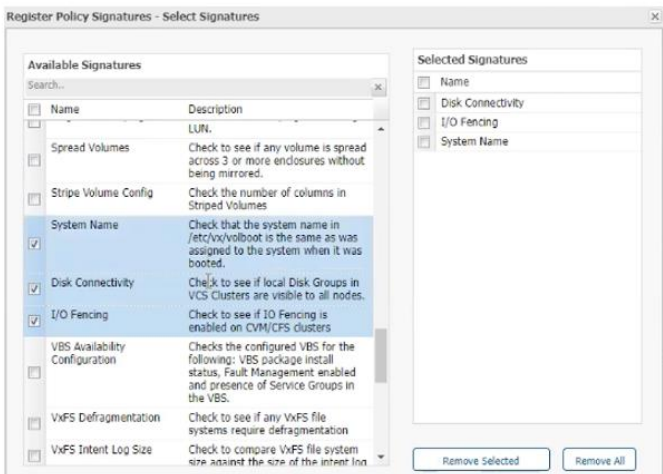 Register Policy Signatures - Select Signatures
Available Signatures
Search..
Name Description
LUN.
Spread Volumes Check to see if any volume is spread
across 3 or more enclosures without
being mirrored.
Stripe Volume Config Check the number of columns in
Striped Volumes
System Name Check that the system name in
/etc/vx/volboot is the same as was
assigned to the system when it was
booted.
Disk Connectivity Check to see if local Disk Groups in
VCS Clusters are visible to all nodes.
I/O Fencing Check to see if IO Fencing is
enabled on CVM/CFS clusters
VBS Availability Checks the configured VBS for the
Configuration following: VBS package install
status, Fault Management enabled
and presence of Service Groups in
the VBS.
VxFS Defragmentation Check to see if any VxFS file
systems require defragmentation
VxFS Intent Log Size Check to compare VxFS file system
size against the size of the intent log
Selected Signatures
Name
Disk Connectivity
I/O Fencing
System Name
Remove Selected Remove All